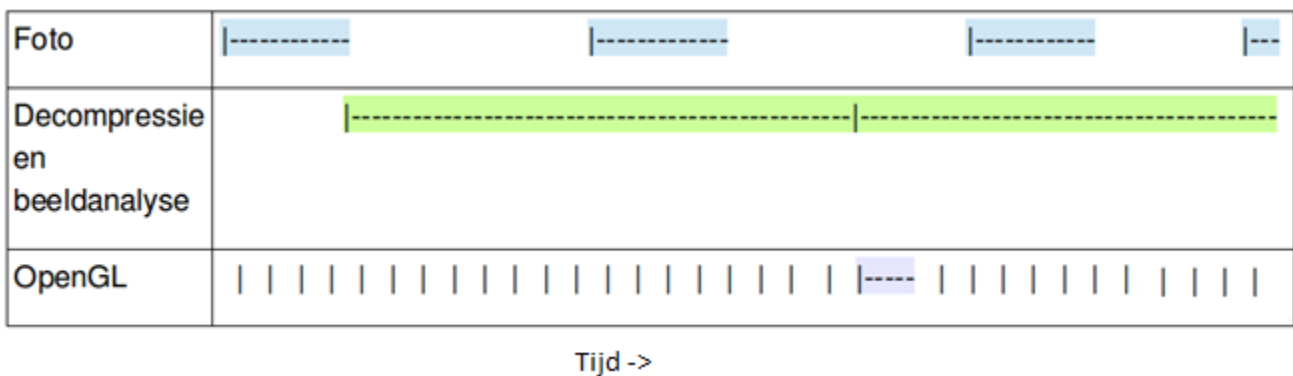 Foto |------------ |------------- |------------ |---
Decompressie |-------------------------------------------------|-----------------------------------------
en
beeldanalyse
OpenGL | | | | | | | | | | | | | | | | | | | | |----- | | | | | | | | | | |
Tijd ->